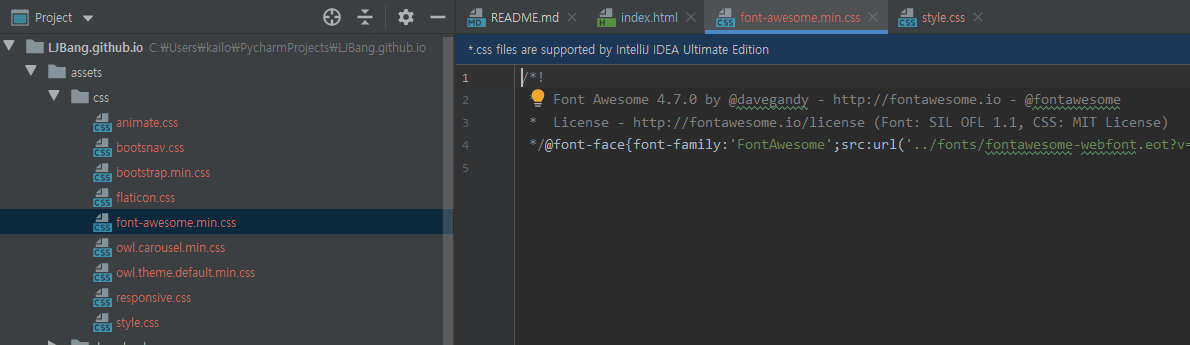 Project
README.md
index.html
font-awesome.min.css
style.css
LJBang.github.io C:₩Users₩kailo₩PycharmProjects₩LJBang.github.io
*.css files are supported by IntelliJ IDEA Ultimate Edition
assets
css
animate.css
bootsnav.css
bootstrap.min.css
flaticon.css
font-awesome.min.css
owl.carousel.min.css
owl.theme.default.min.css
responsive.css
style.css
1 /*!
2 Font Awesome 4.7.0 by @davegandy - http://fontawesome.io - @fontawesome
3 * License - http://fontawesome.io/license (Font: SIL OFL 1.1, CSS: MIT License)
4 */@font-face{font-family:'FontAwesome';src:url('../fonts/fontawesome-webfont.eot?v=
5